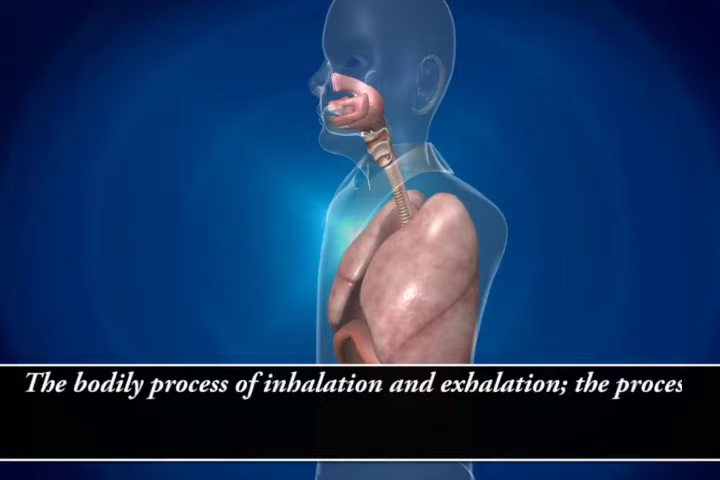 The bodily process of inhalation and exhalation; the proces